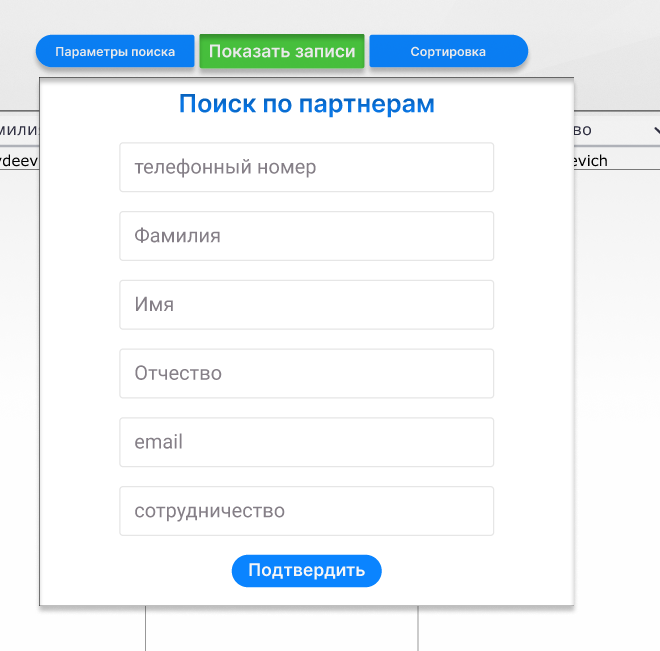 Параметры поиска
Показать записи
Сортировка
Поиск по партнерам
телефонный номер
Фамилия
Имя
Отчество
email
сотрудничество
Подтвердить